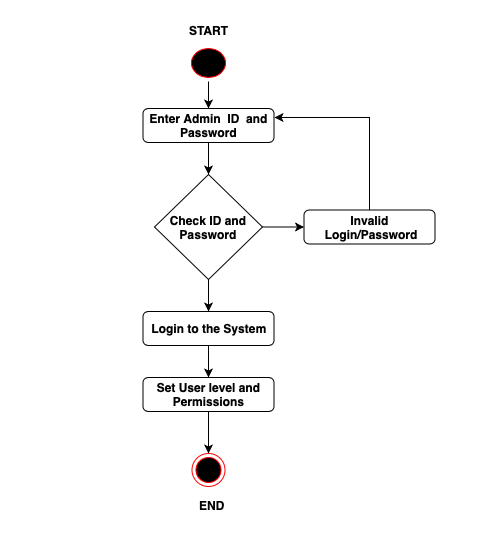 START
Enter Admin ID and
Password
Check ID and
Password
Invalid
Login/Password
Login to the System
Set User level and
Permissions
END